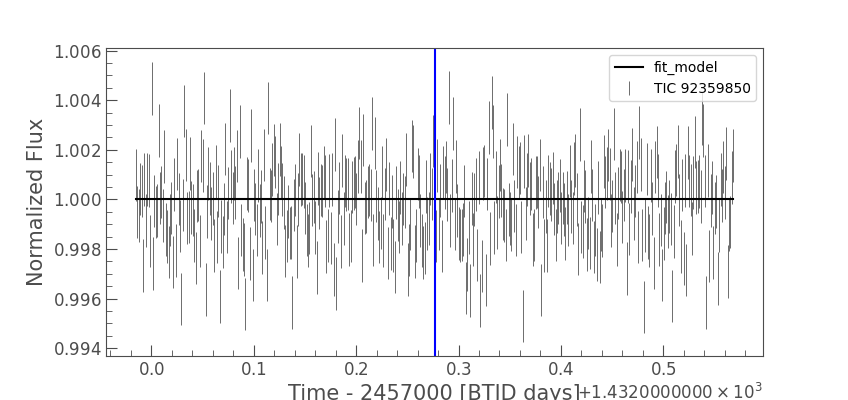 1.006
1.004
1.002
1.000
0.998
0.996
0.994
Normalized Flux
fit_model
TIC 92359850
0.0 0.1 0.2 0.3 0.4 0.5
Time - 2457000 [BTJD days]
+1.4320000000 × 10³